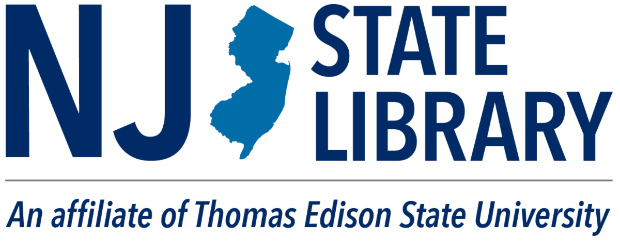 NJ STATE
LIBRARY
An affiliate of Thomas Edison State University